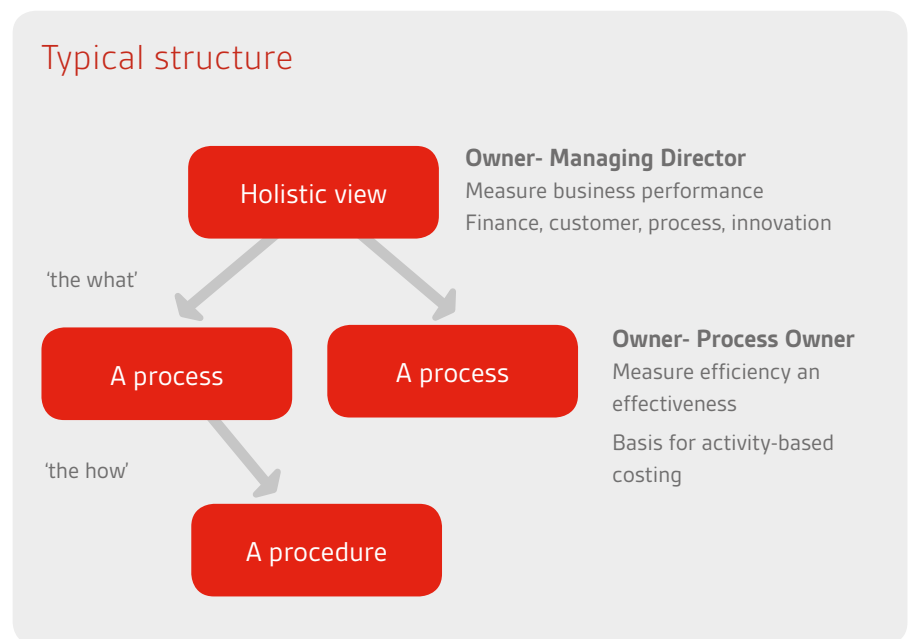 Typical structure
Holistic view
Owner- Managing Director
Measure business performance
Finance, customer, process, innovation
‘the what’
A process
A process
Owner- Process Owner
Measure efficiency an
effectiveness
Basis for activity-based
costing
‘the how’
A procedure